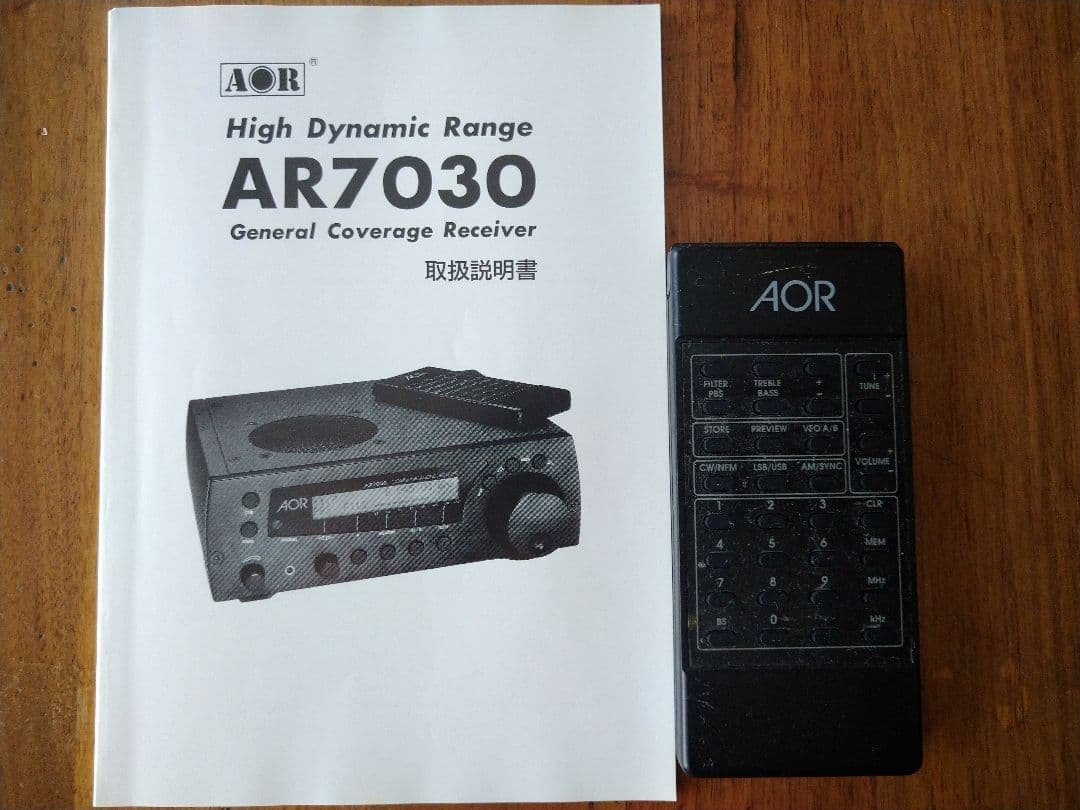 AOR®
High Dynamic Range
AR7030
General Coverage Receiver
取扱説明書
AOR
AR7030
AOR
FILTER TREBLE + TUNE +
PBS BASS - -
STORE PREVIEW VFO A/B
CW/NFM LSB/USB AM/SYNC VOLUME + -
1 2 3 CLR
4 5 6 MEM
7 8 9 MHz
BS 0 . kHz